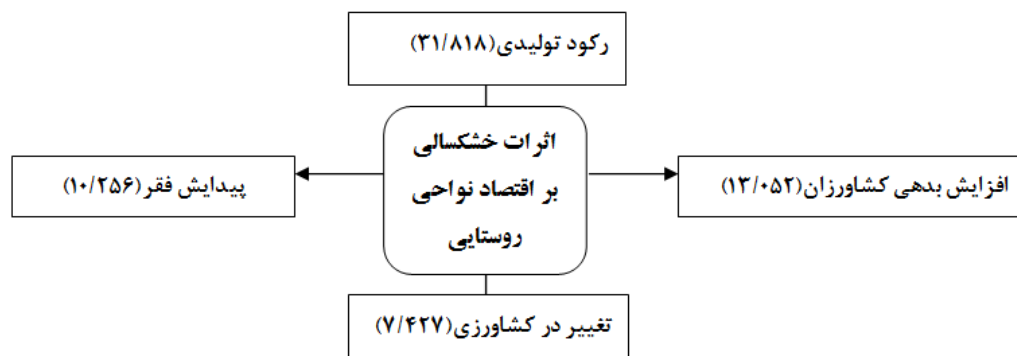 رکود تولیدی(۳۱/۸۱۸)
اثرات خشکسالی
بر اقتصاد نواحی
روستایی
افزایش بدهی کشاورزان(۱۳/۰۵۲)
پیدایش فقر(۱۰/۲۵۶)
تغییر در کشاورزی(۷/۴۲۷)